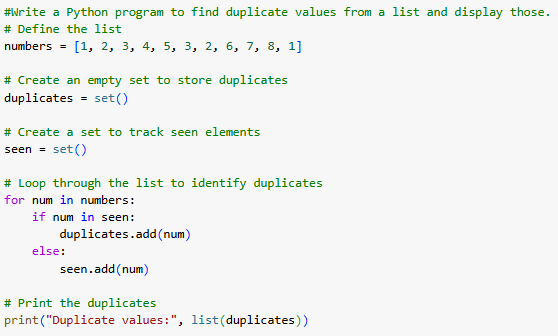 #Write a Python program to find duplicate values from a list and display those.
# Define the list
numbers = [1, 2, 3, 4, 5, 3, 2, 6, 7, 8, 1]

# Create an empty set to store duplicates
duplicates = set()

# Create a set to track seen elements
seen = set()

# Loop through the list to identify duplicates
for num in numbers:
    if num in seen:
        duplicates.add(num)
    else:
        seen.add(num)

# Print the duplicates
print("Duplicate values:", list(duplicates))